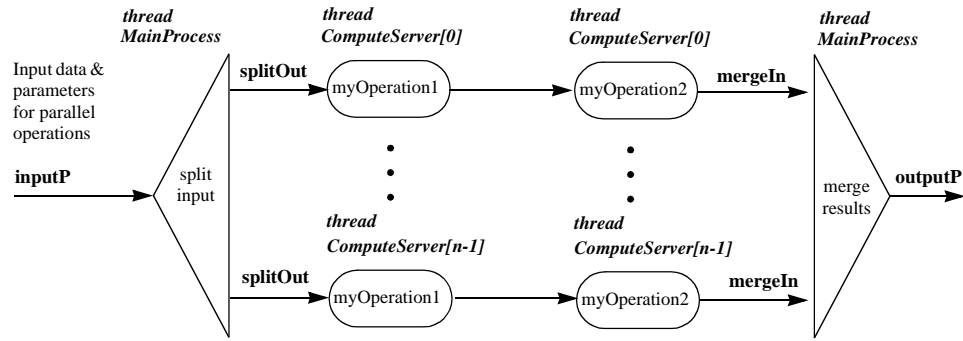 thread
MainProcess
thread
ComputeServer[0]
thread
ComputeServer[0]
thread
MainProcess
Input data &
parameters
for parallel
operations
splitOut
myOperation1
myOperation2
mergeIn
inputP
split
input
merge
results
outputP
thread
ComputeServer[n-1]
thread
ComputeServer[n-1]
splitOut
myOperation1
myOperation2
mergeIn